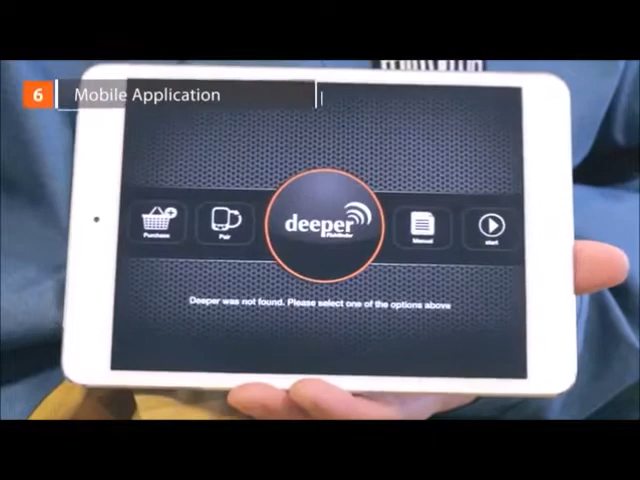 6 Mobile Application
deeper
Fishfinder
Purchase Pair Manual start
Deeper was not found. Please select one of the options above